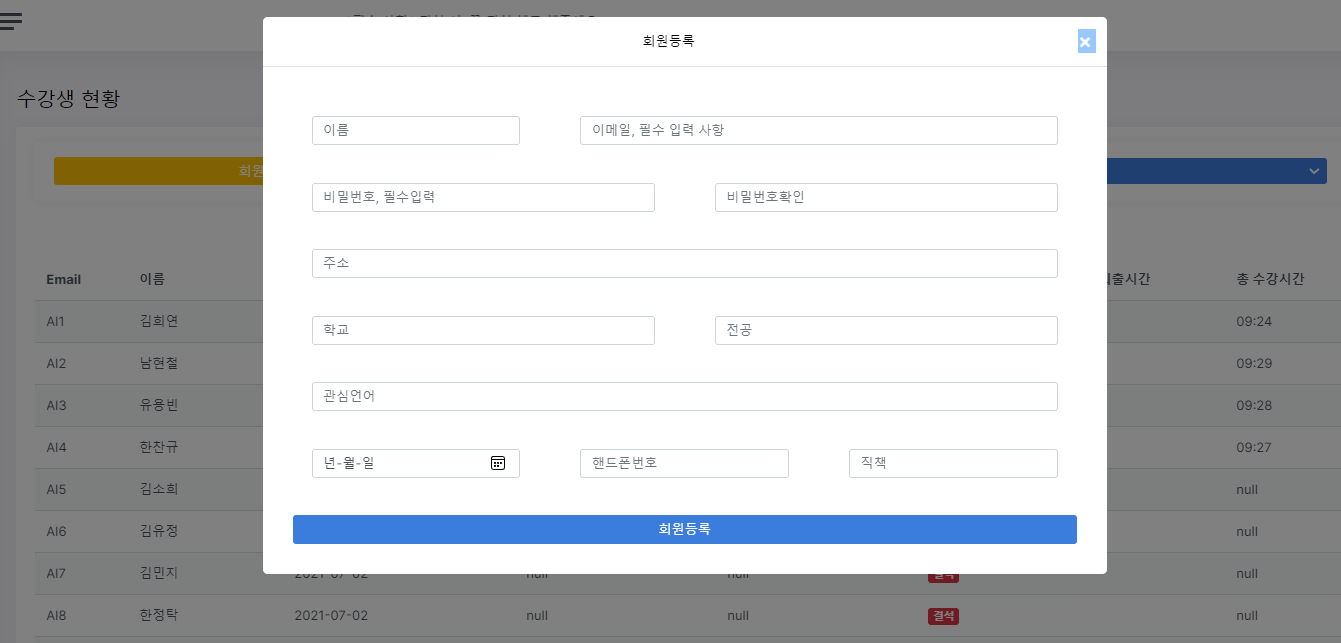 회원등록
×
수강생 현황
이름
이메일, 필수 입력 사항
회원
비밀번호, 필수입력
비밀번호확인
주소
Email 이름 총 수강시간
학교
전공
AI1 김희연 09:24
AI2 남현철 09:29
관심언어
AI3 유용빈 09:28
AI4 한찬규 09:27
년-월-일
핸드폰번호
직책
AI5 김소희 null
회원등록
AI6 김유정 null
AI7 김민지 2021-07-02 null null 결석 null
AI8 한정탁 2021-07-02 null null 결석 null